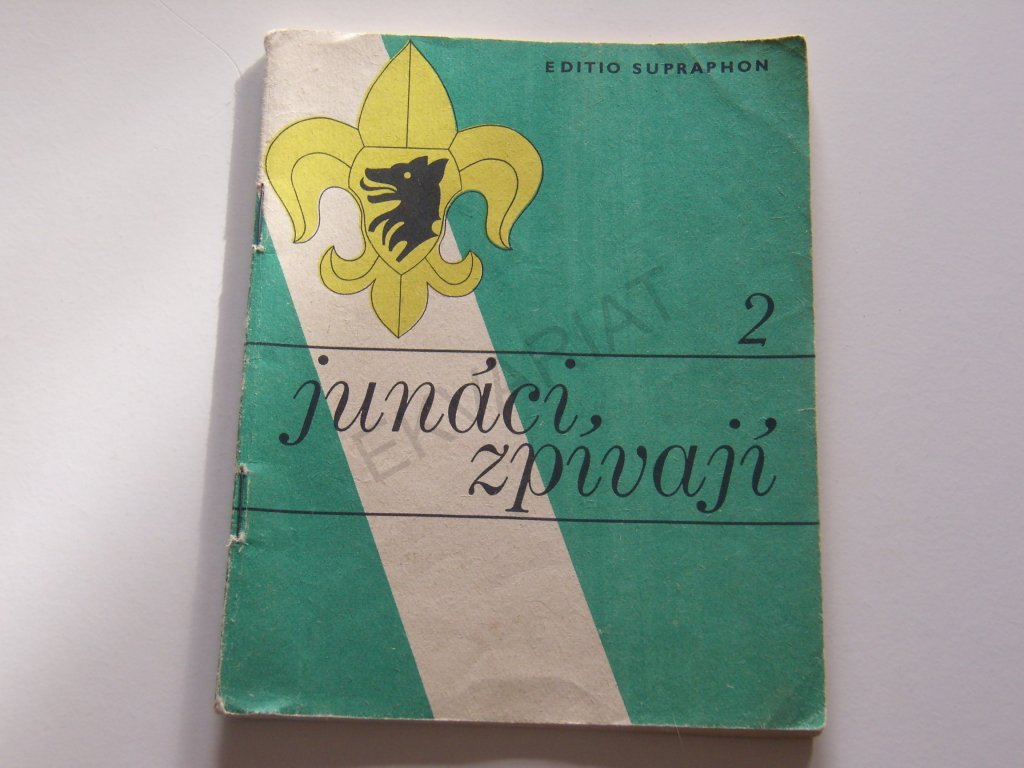 EDITIO SUPRAPHON
2
junáci
zpívají